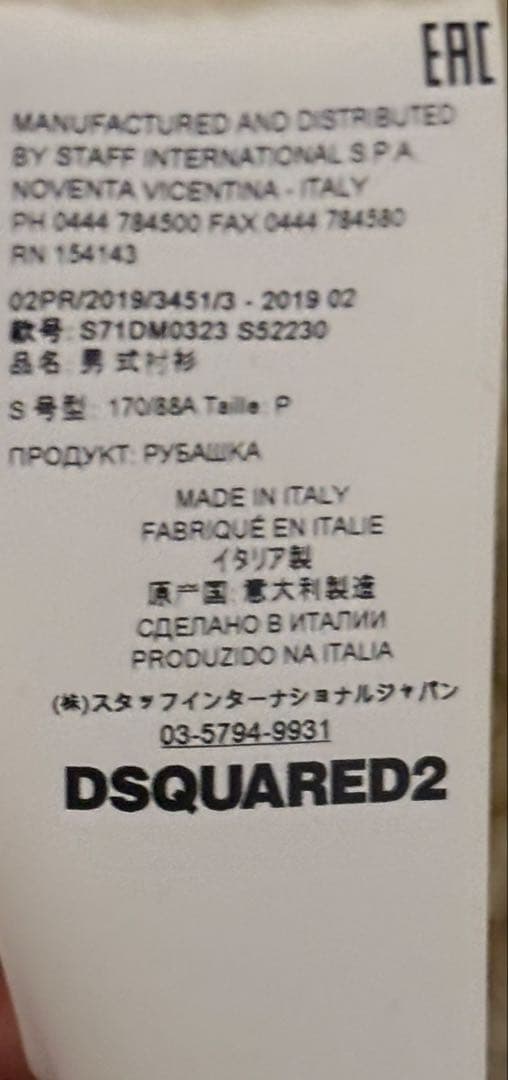 EAC
MANUFACTURED AND DISTRIBUTED
BY STAFF INTERNATIONAL S.P.A.
NOVENTA VICENTINA - ITALY
PH 0444 784500 FAX 0444 784580
RN 154143
02PR/2019/3451/3 - 2019 02
款号: S71DM0323 S52230
品名: 男式衬衫
S 号型: 170/88A Taille: P
ПРОДУКТ: РУБАШКА
MADE IN ITALY
FABRIQUÉ EN ITALIE
イタリア製
原产国: 意大利製造
СДЕЛАНО В ИТАЛИИ
PRODUZIDO NA ITALIA
(株)スタッフインターナショナルジャパン
03-5794-9931
DSQUARED2